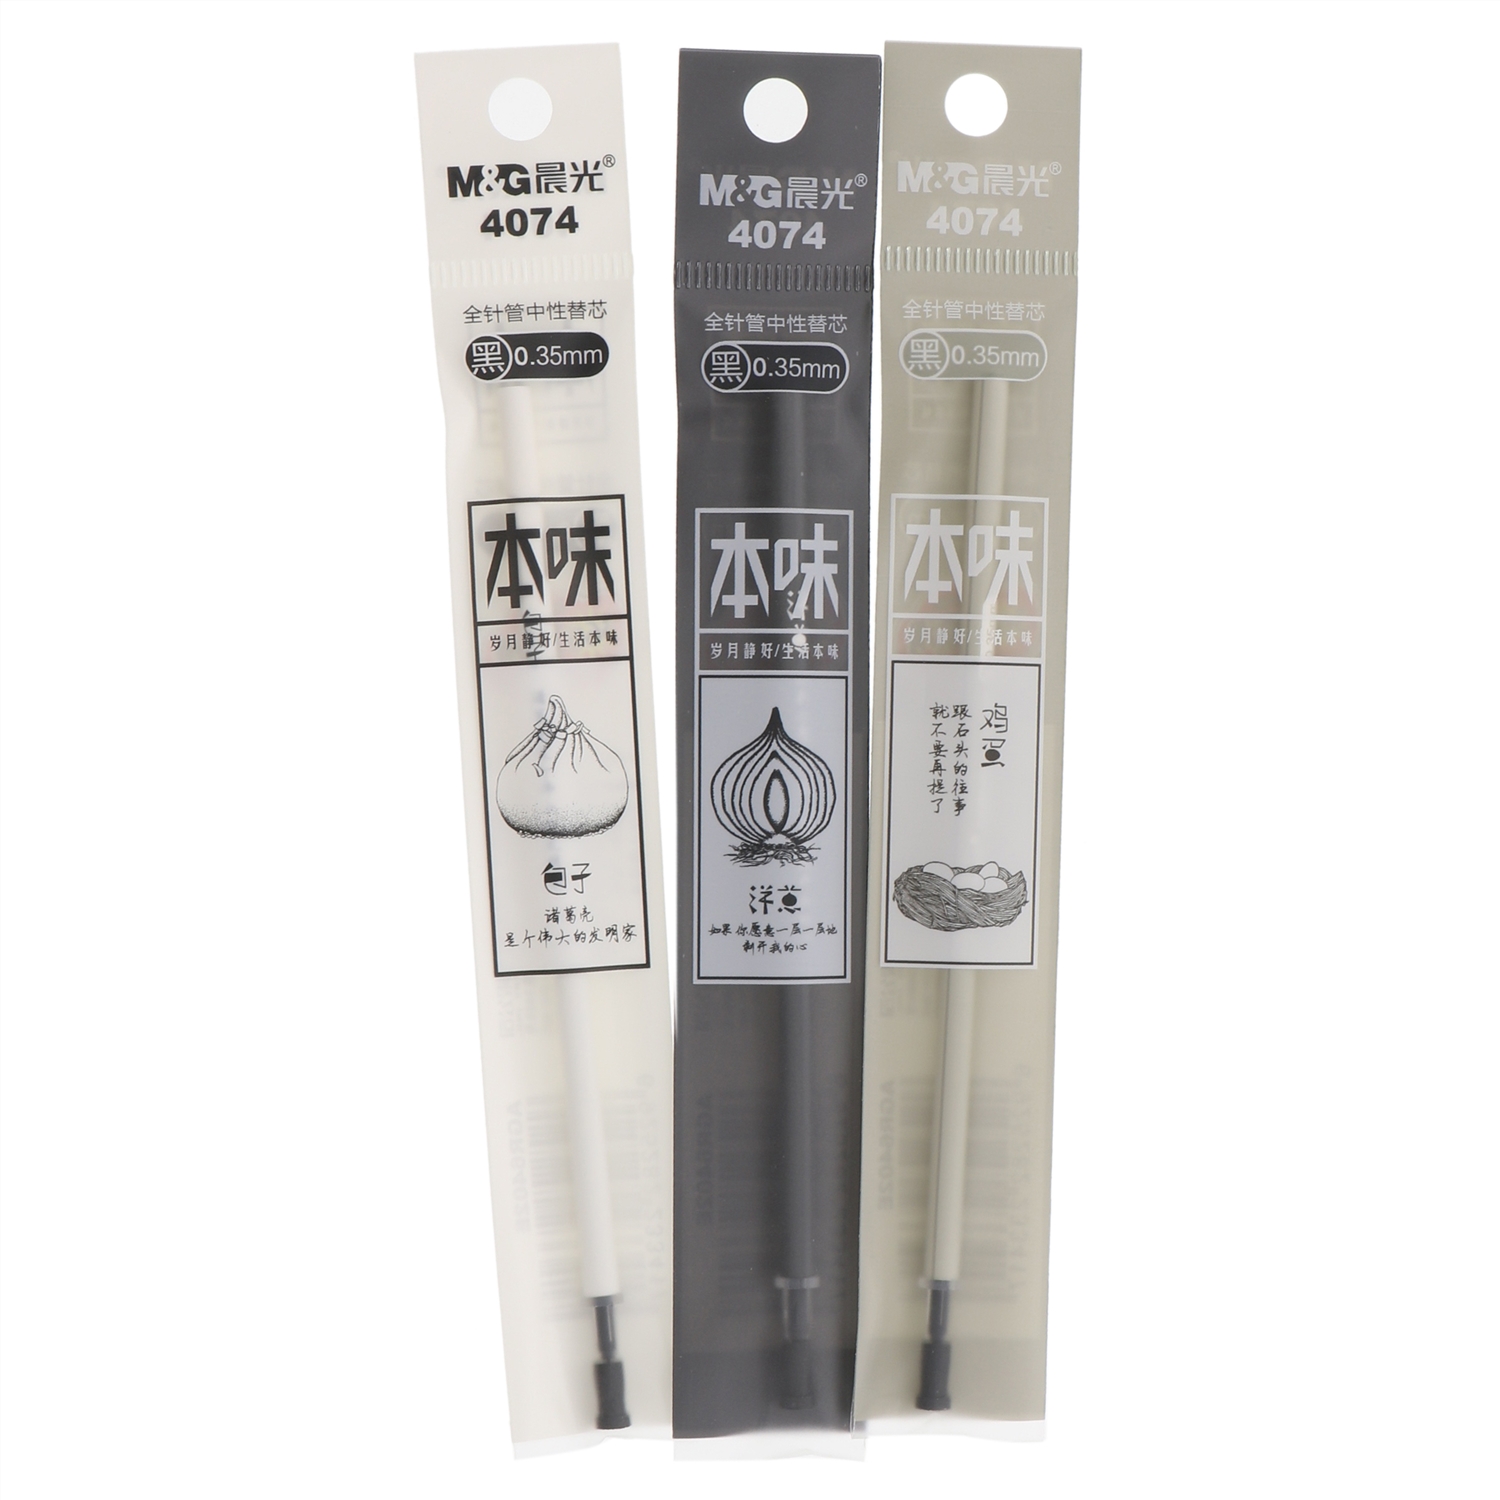 M&G晨光®
4074
全针管中性替芯
黑 0.35mm
本味
岁月静好/生活本味
包子
诸葛亮
是个伟大的发明家
M&G晨光®
4074
全针管中性替芯
黑 0.35mm
本味
岁月静好/生活本味
洋葱
如果你愿意一层一层地
剥开我的心
M&G晨光®
4074
全针管中性替芯
黑 0.35mm
本味
岁月静好/生活本味
鸡蛋
跟石头的往事
就不要再提了